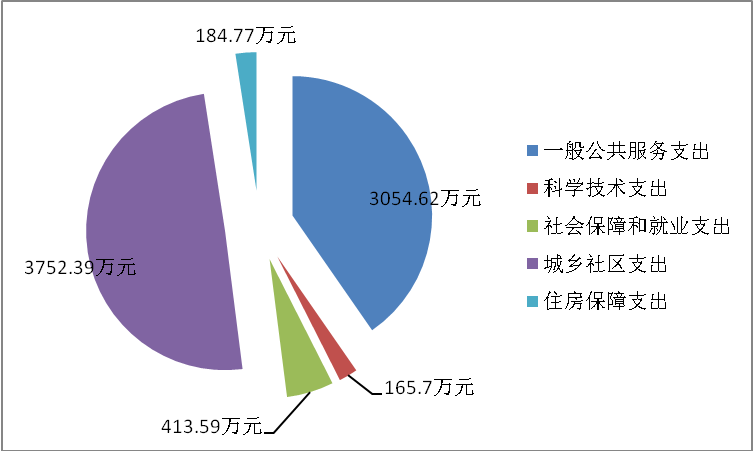 184.77万元
3054.62万元
3752.39万元
165.7万元
413.59万元
一般公共服务支出
科学技术支出
社会保障和就业支出
城乡社区支出
住房保障支出